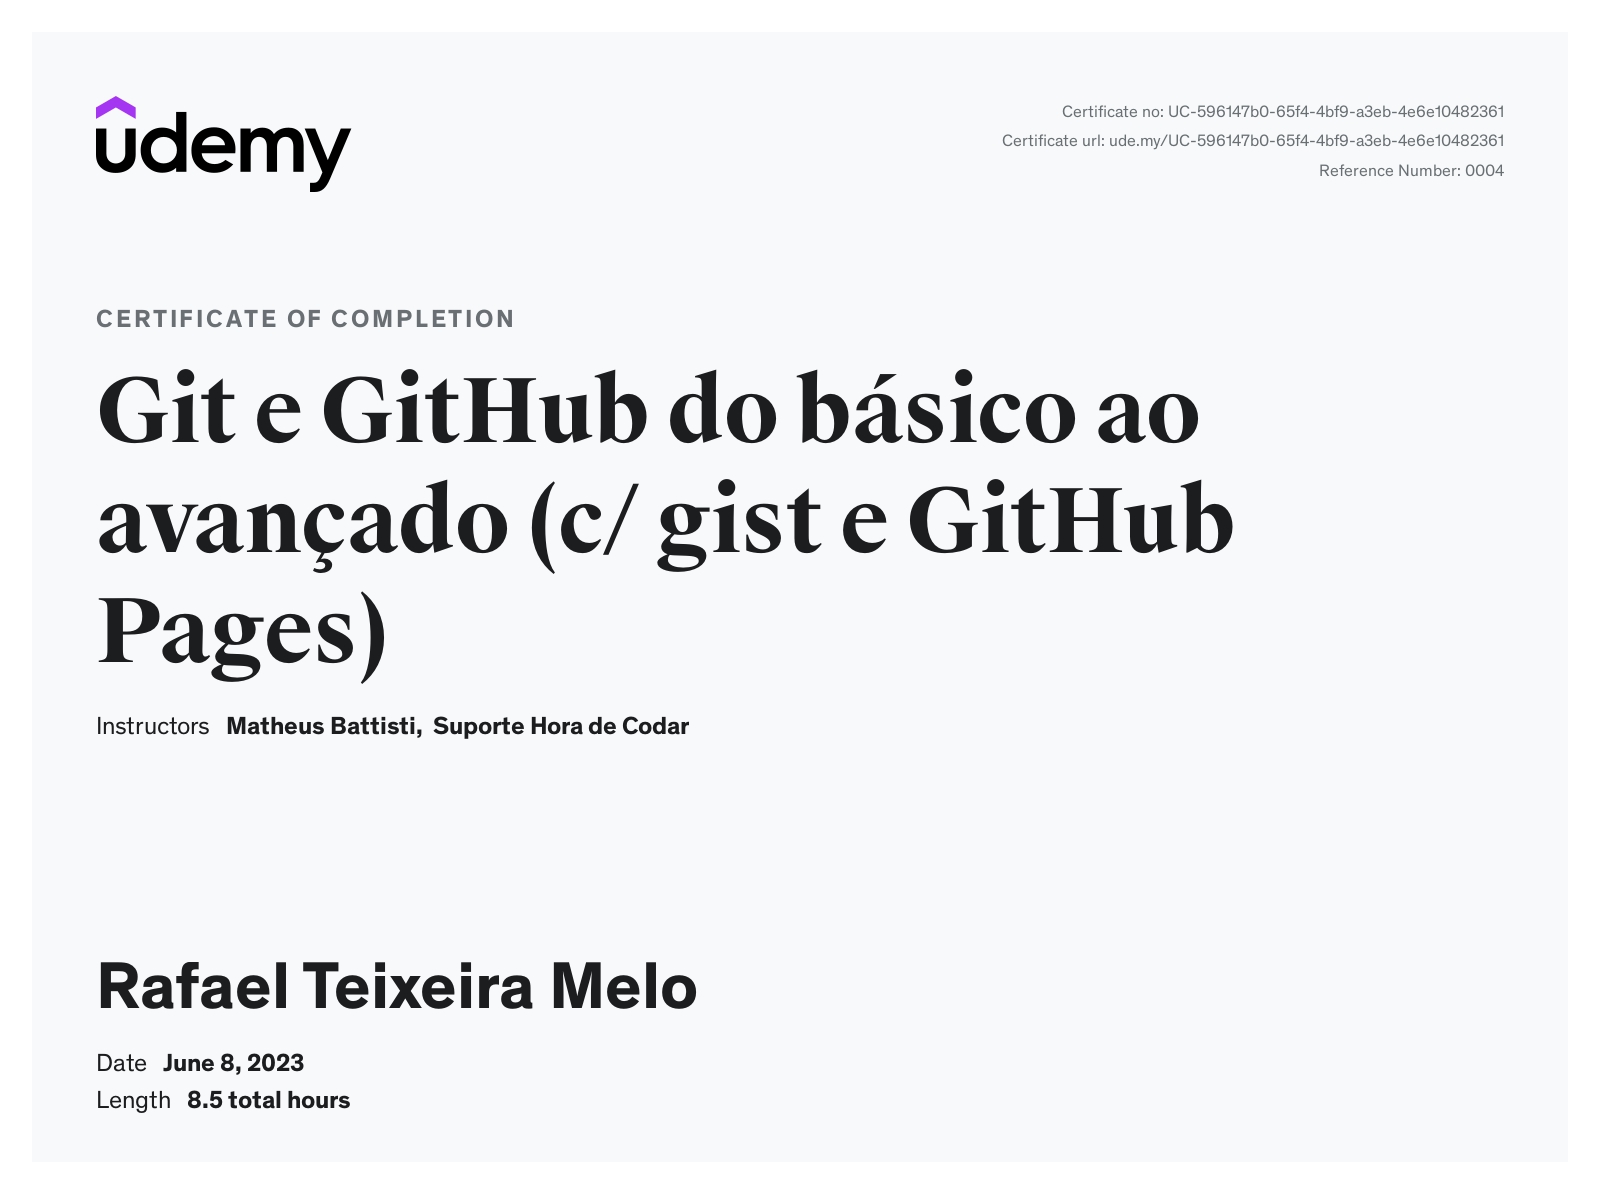 udemy
Certificate no: UC-596147b0-65f4-4bf9-a3eb-4e6e10482361
Certificate url: ude.my/UC-596147b0-65f4-4bf9-a3eb-4e6e10482361
Reference Number: 0004
CERTIFICATE OF COMPLETION
Git e GitHub do básico ao
avançado (c/ gist e GitHub
Pages)
Instructors Matheus Battisti, Suporte Hora de Codar
Rafael Teixeira Melo
Date June 8, 2023
Length 8.5 total hours